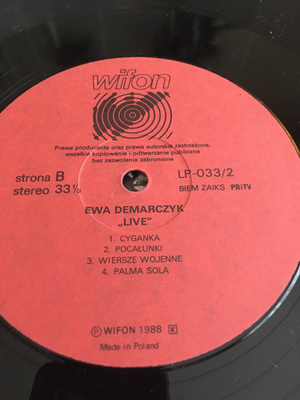 wifon
Prawa producenta oraz prawa autorskie zastrzeżone,
wszelkie kopiowanie i odtwarzanie publiczne
bez zezwolenia zabronione
strona B
stereo 33⅓
LP-033/2
BIEM ZAIKS PRiTV
EWA DEMARCZYK
„LIVE”
1. CYGANKA
2. POCAŁUNKI
3. WIERSZE WOJENNE
4. PALMA SOLA
Ⓟ WIFON 1988 K
Made in Poland